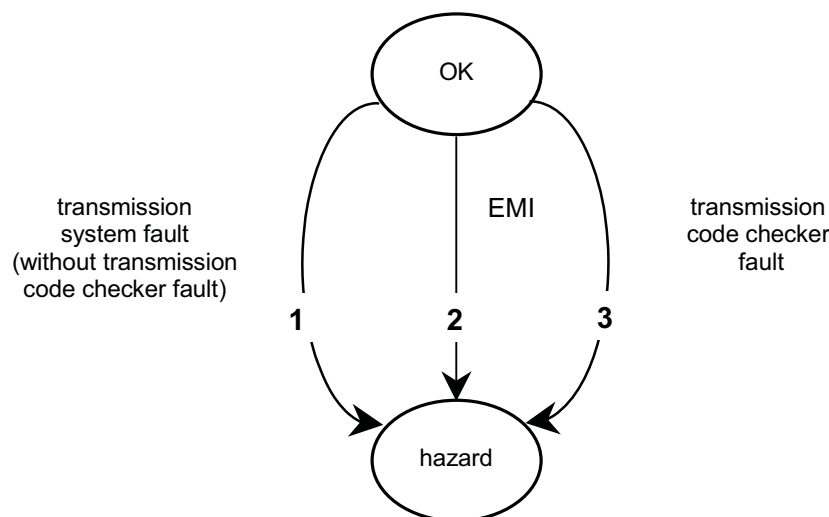 OK
transmission
system fault
(without transmission
code checker fault)
EMI
transmission
code checker
fault
1
2
3
hazard